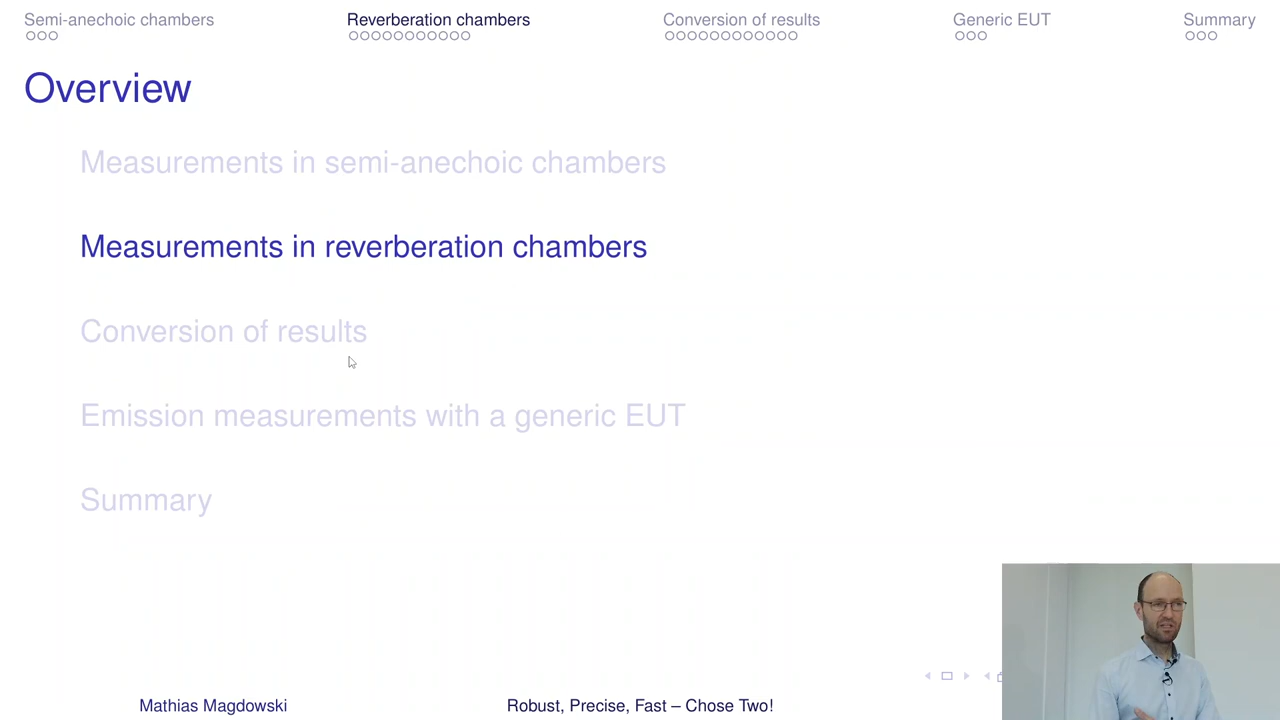 Semi-anechoic chambers
Reverberation chambers
Conversion of results
Generic EUT
Summary
Overview
Measurements in semi-anechoic chambers
Measurements in reverberation chambers
Conversion of results
Emission measurements with a generic EUT
Summary
Mathias Magdowski
Robust, Precise, Fast – Chose Two!